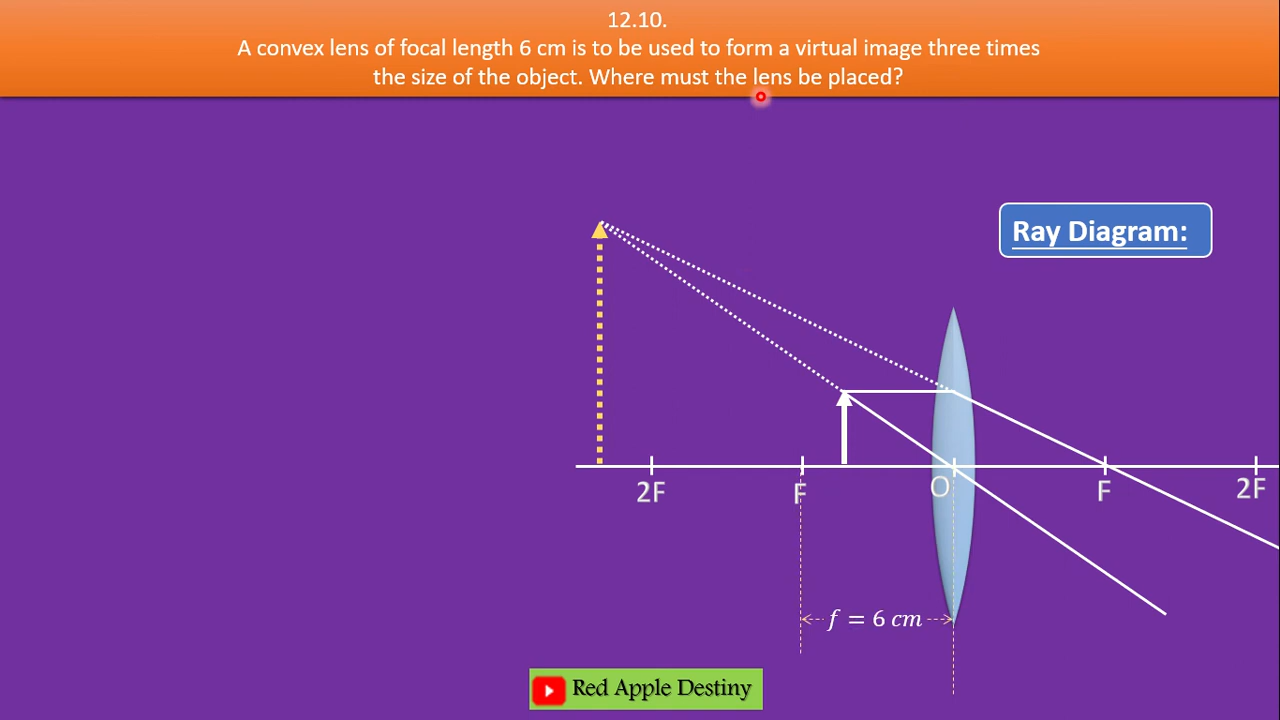 12.10.
A convex lens of focal length 6 cm is to be used to form a virtual image three times
the size of the object. Where must the lens be placed?
Ray Diagram:
2F
F
O
F
2F
f = 6 cm
Red Apple Destiny